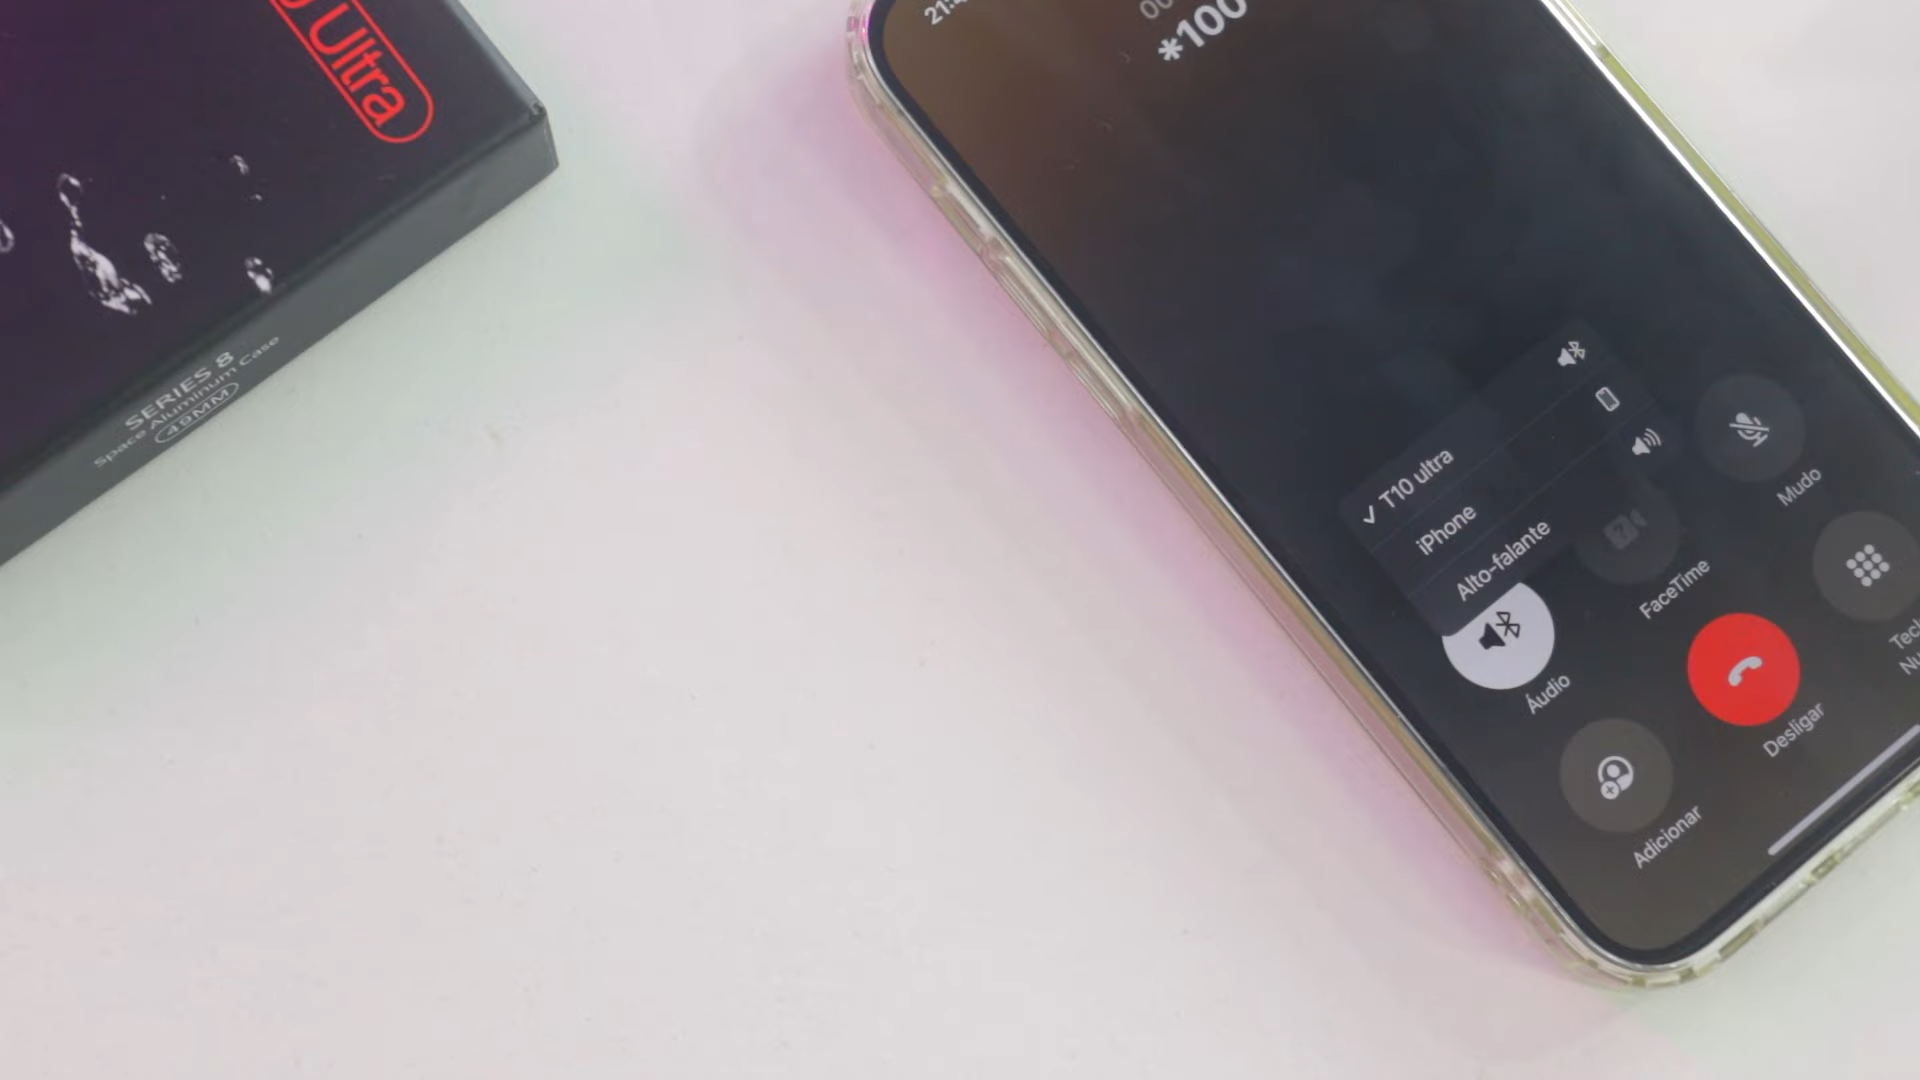 Ultra
SERIES 8
Space Aluminum Case
49MM
*100
✓ T10 ultra
iPhone
Alto-falante
Áudio
FaceTime
Mudo
Adicionar
Desligar